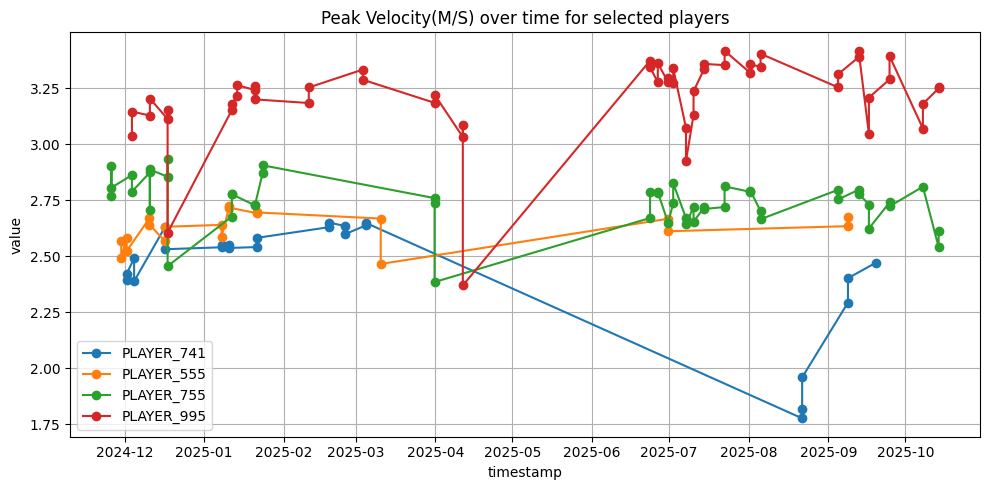 Peak Velocity(M/S) over time for selected players
value
3.25
3.00
2.75
2.50
2.25
2.00
1.75
PLAYER_741
PLAYER_555
PLAYER_755
PLAYER_995
2024-12 2025-01 2025-02 2025-03 2025-04 2025-05 2025-06 2025-07 2025-08 2025-09 2025-10
timestamp